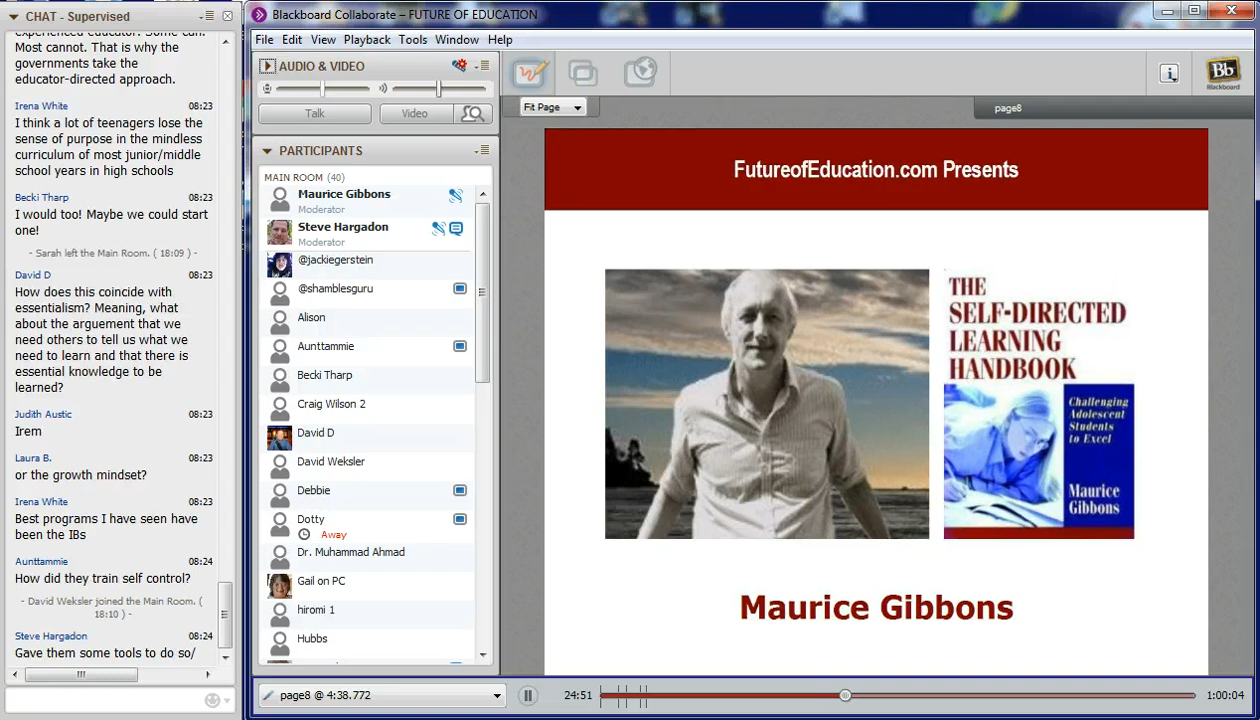 CHAT - Supervised
experienced educator? Some can.
Most cannot. That is why the
governments take the
educator-directed approach.
Irena White 08:23
I think a lot of teenagers lose the
sense of purpose in the mindless
curriculum of most junior/middle
school years in high schools
Becki Tharp 08:23
I would too! Maybe we could start
one!
- Sarah left the Main Room. ( 18:09 ) -
David D 08:23
How does this coincide with
essentialism? Meaning, what
about the arguement that we
need others to tell us what we
need to learn and that there is
essential knowledge to be
learned?
Judith Austic 08:23
Irem
Laura B. 08:23
or the growth mindset?
Irena White 08:23
Best programs I have seen have
been the IBs
Aunttammie 08:24
How did they train self control?
- David Weksler joined the Main Room. (
18:10 ) -
Steve Hargadon 08:24
Gave them some tools to do so/
Blackboard Collaborate – FUTURE OF EDUCATION
File Edit View Playback Tools Window Help
AUDIO & VIDEO
Talk Video
PARTICIPANTS
MAIN ROOM (40)
Maurice Gibbons
Moderator
Steve Hargadon
Moderator
@jackiegerstein
@shamblesguru
Alison
Aunttammie
Becki Tharp
Craig Wilson 2
David D
David Weksler
Debbie
Dotty
Away
Dr. Muhammad Ahmad
Gail on PC
hiromi 1
Hubbs
page8 @ 4:38.772
Bb
Blackboard
Fit Page
page8
FutureofEducation.com Presents
THE
SELF-DIRECTED
LEARNING
HANDBOOK
Challenging
Adolescent
Students
to Excel
Maurice
Gibbons
Maurice Gibbons
24:51 1:00:04